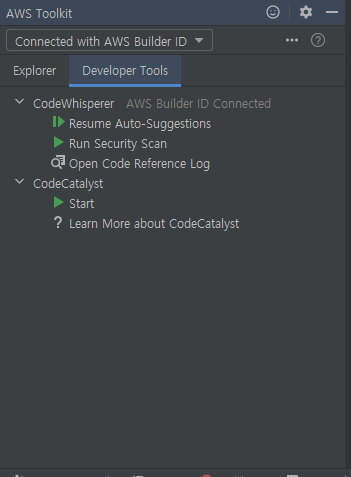 AWS Toolkit
Connected with AWS Builder ID
Explorer Developer Tools
CodeWhisperer AWS Builder ID Connected
Resume Auto-Suggestions
Run Security Scan
Open Code Reference Log
CodeCatalyst
Start
? Learn More about CodeCatalyst